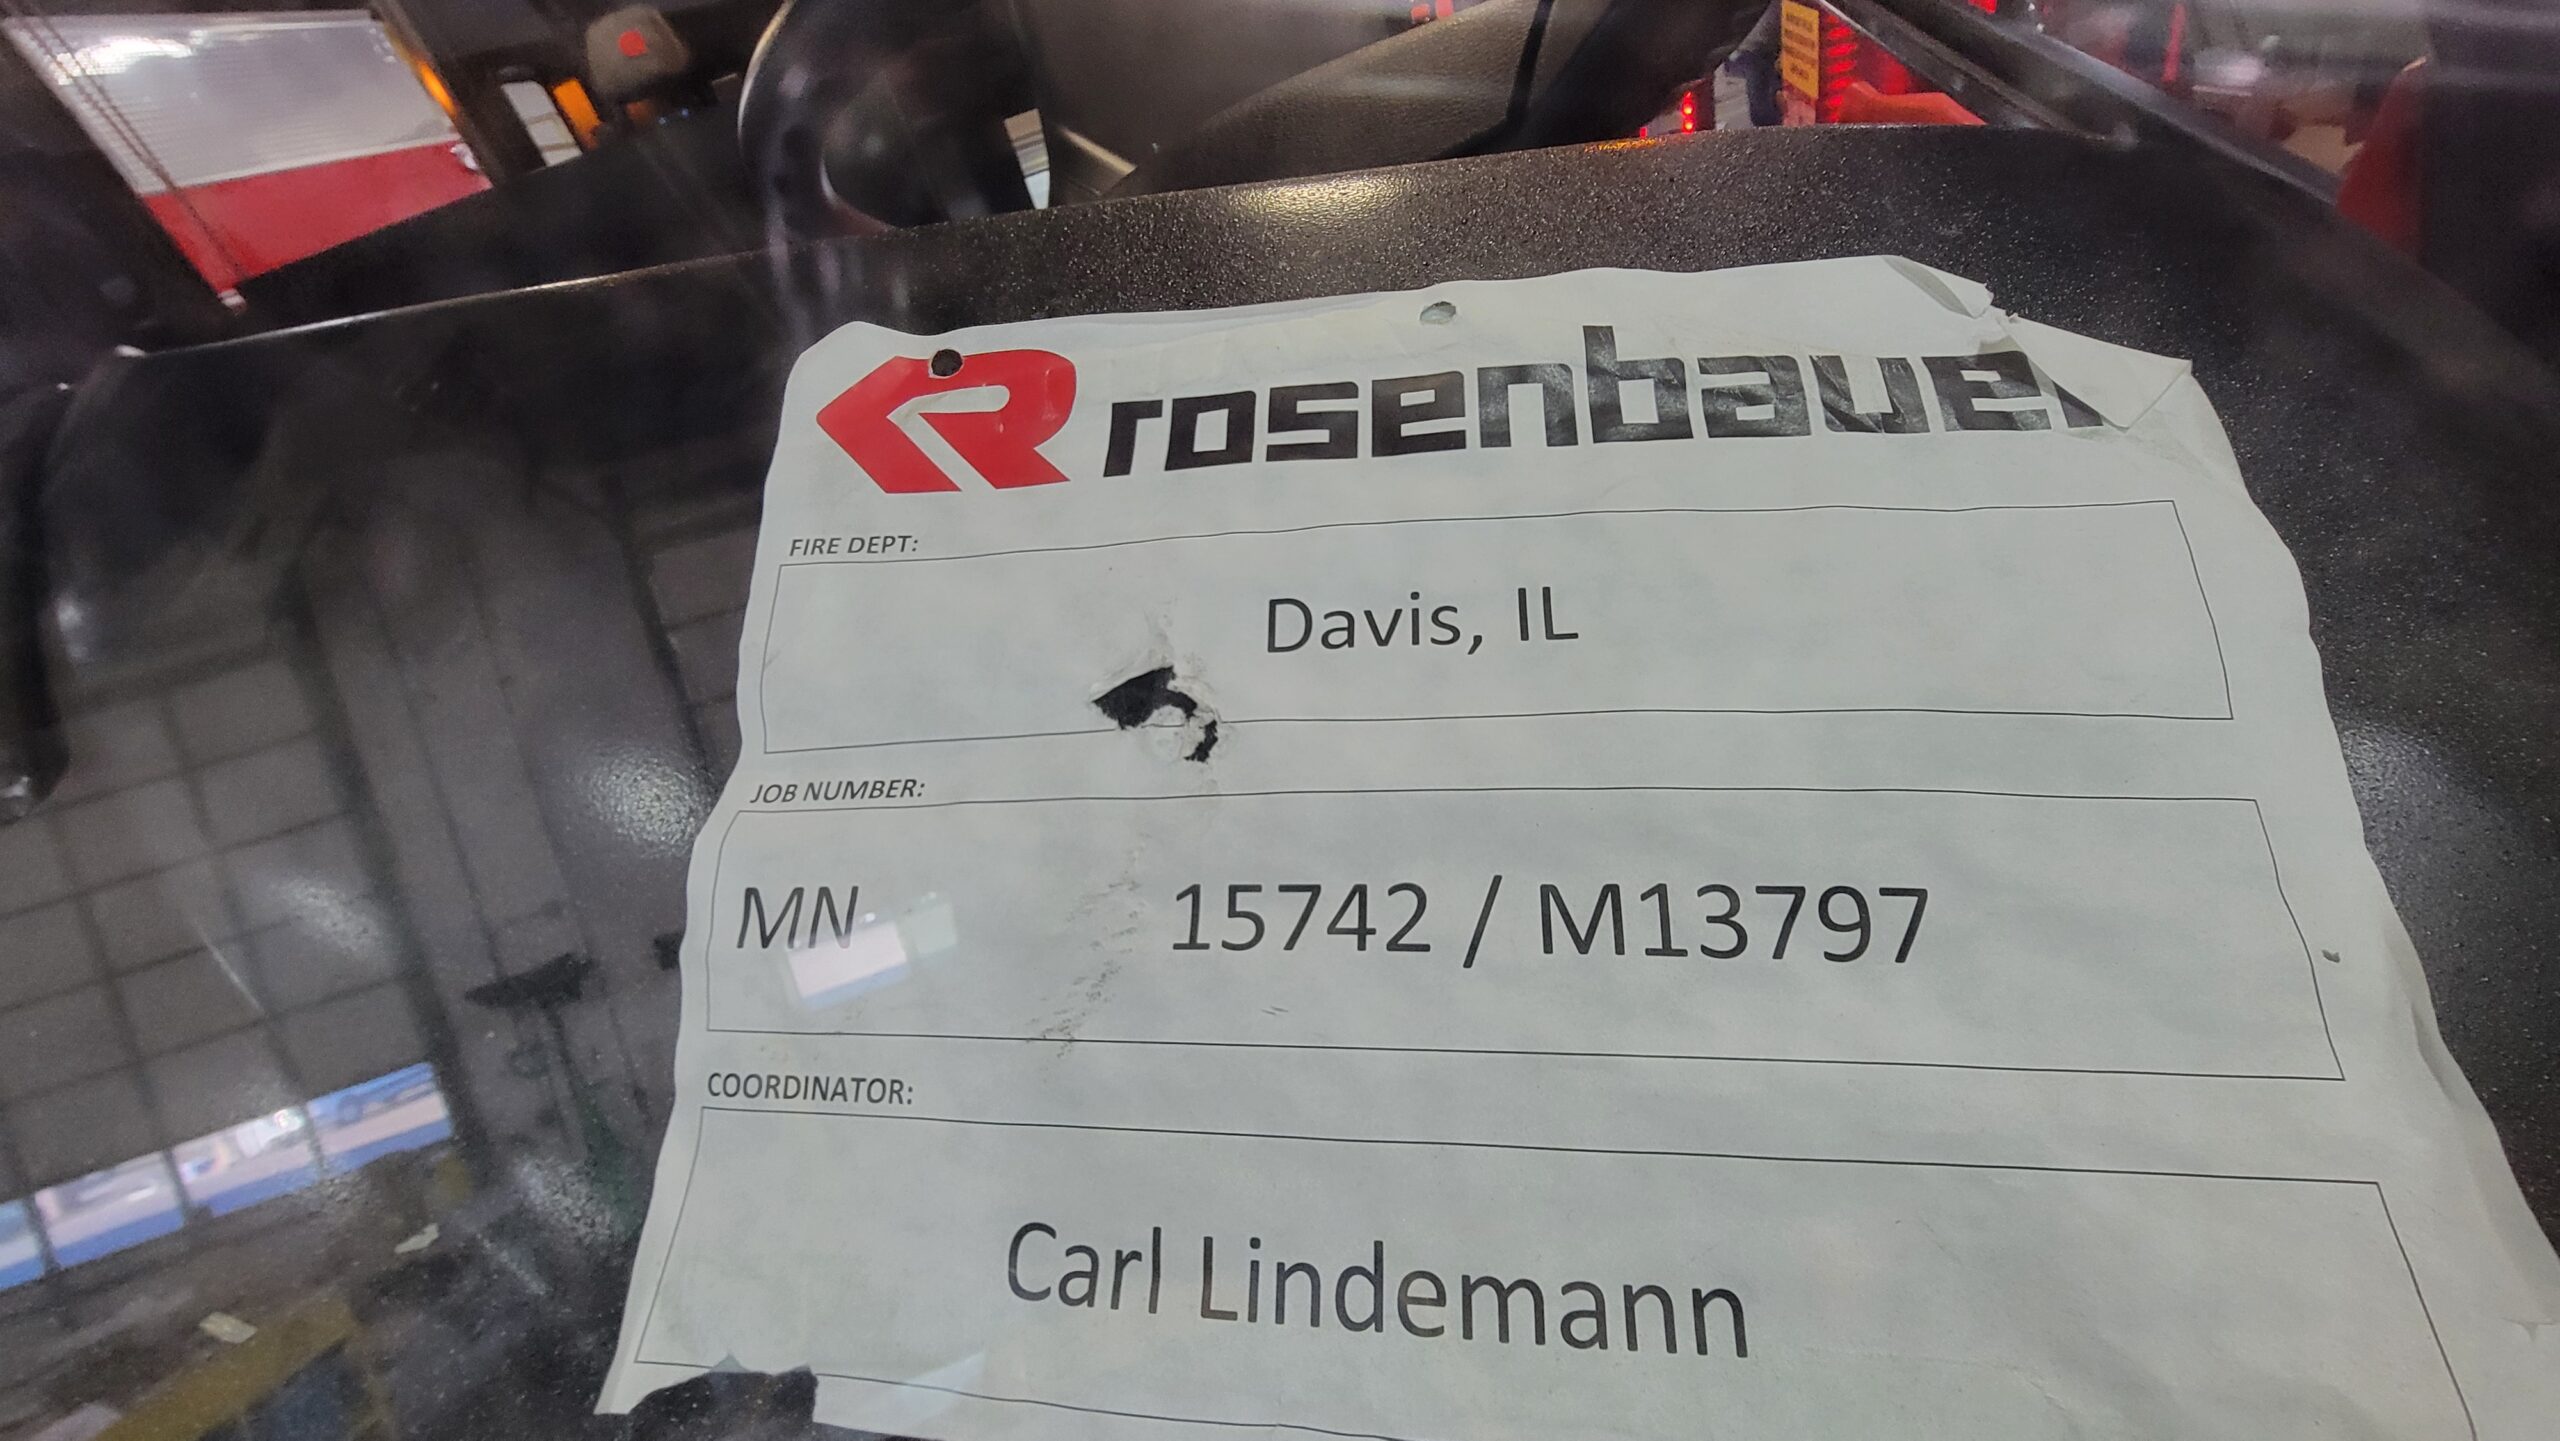 rosenbauer
FIRE DEPT:
Davis, IL
JOB NUMBER:
MN 15742 / M13797
COORDINATOR:
Carl Lindemann